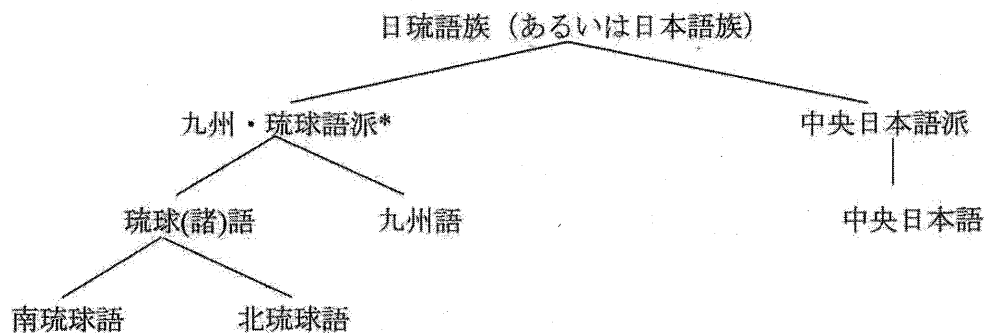 日琉語族（あるいは日本語族）
九州・琉球語派* 中央日本語派
琉球(諸)語 九州語 中央日本語
南琉球語 北琉球語